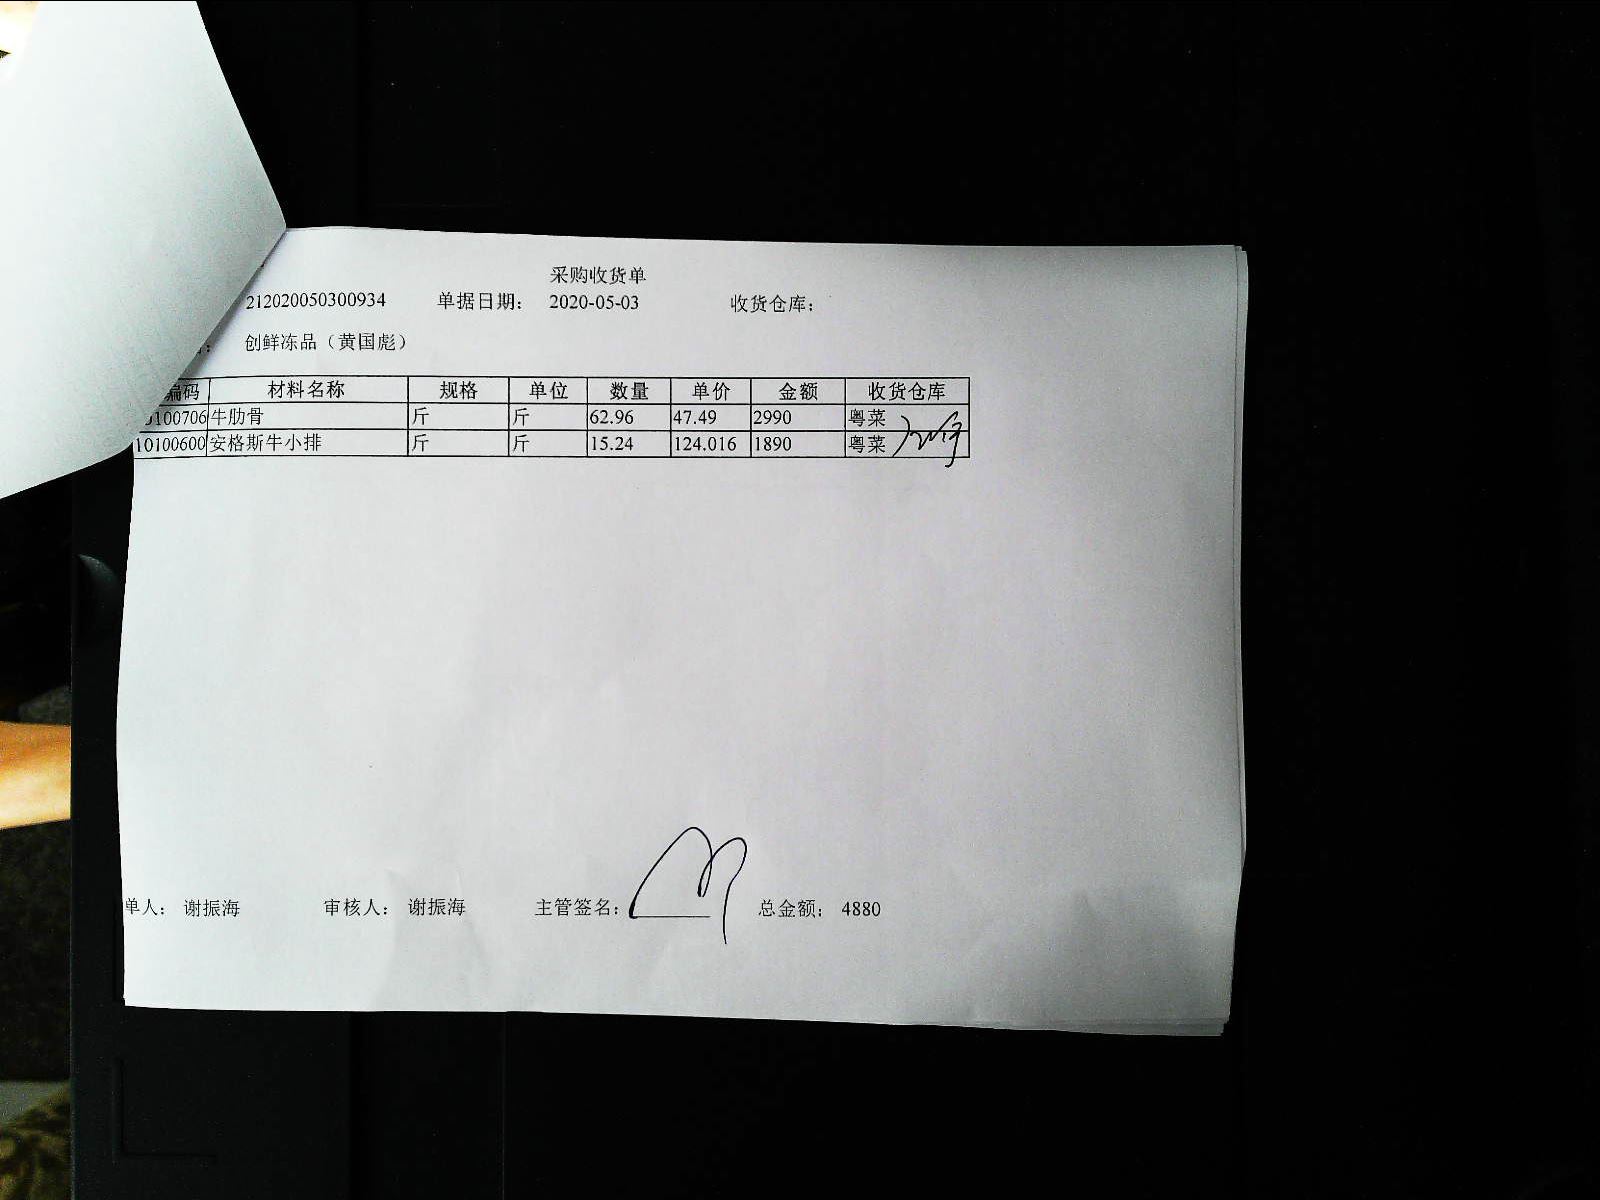 采购收货单
212020050300934 单据日期: 2020-05-03 收货仓库:
创鲜冻品（黄国彪）
编码 材料名称 规格 单位 数量 单价 金额 收货仓库
0100706 牛肋骨 斤 斤 62.96 47.49 2990 粤菜
10100600 安格斯牛小排 斤 斤 15.24 124.016 1890 粤菜
单人: 谢振海 审核人: 谢振海 主管签名: 总金额: 4880